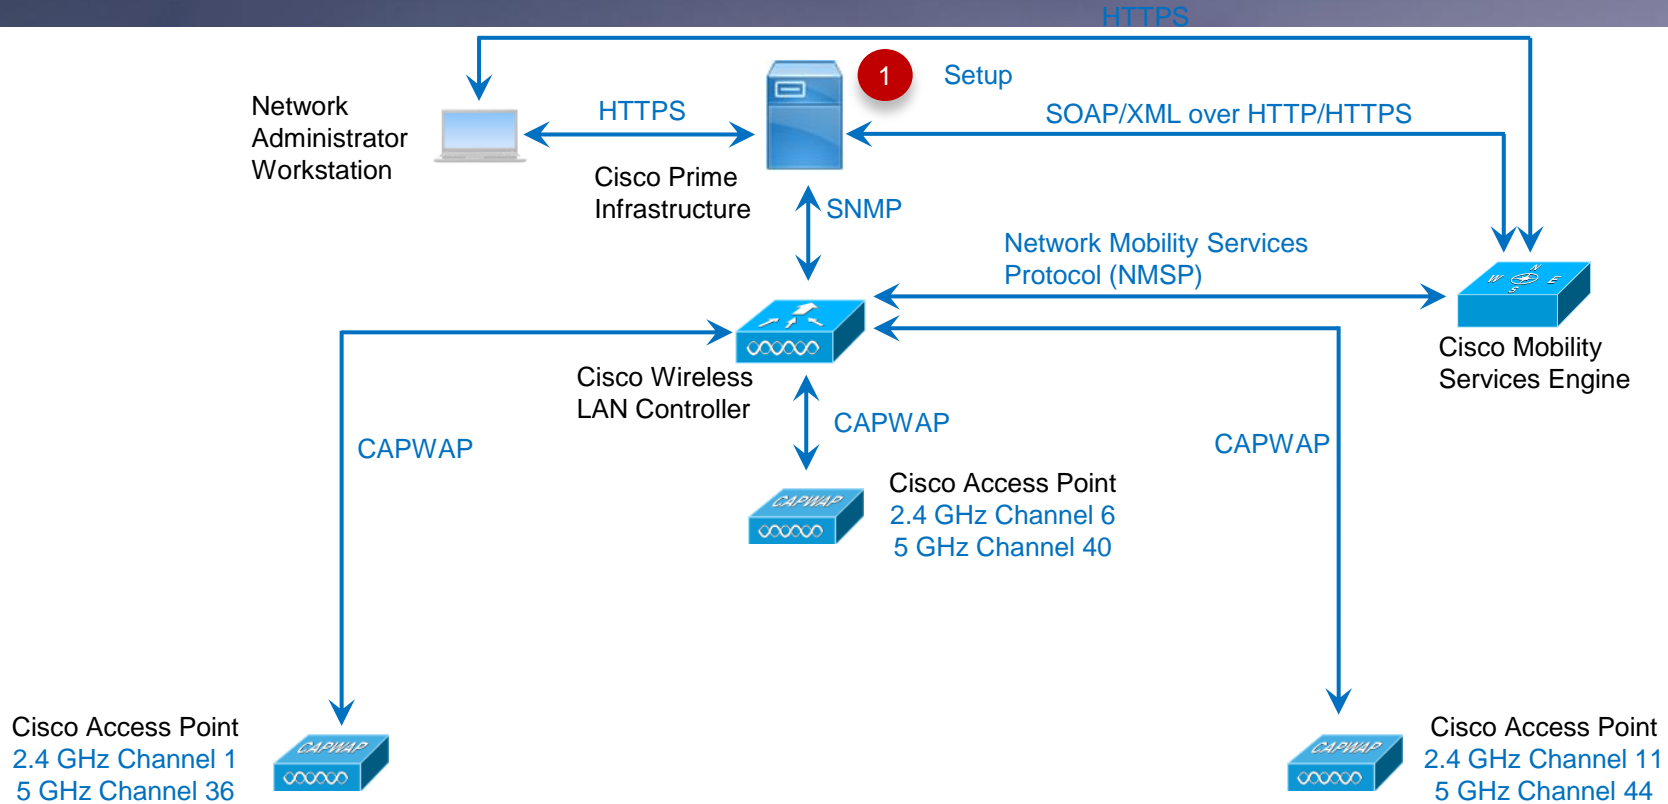 HTTPS
1
Setup
Network
Administrator
Workstation
HTTPS
SOAP/XML over HTTP/HTTPS
Cisco Prime
Infrastructure
SNMP
Network Mobility Services
Protocol (NMSP)
N
W
E
S
Cisco Mobility
Services Engine
Cisco Wireless
LAN Controller
CAPWAP
CAPWAP
CAPWAP
CAPWAP
Cisco Access Point
2.4 GHz Channel 6
5 GHz Channel 40
Cisco Access Point
2.4 GHz Channel 1
5 GHz Channel 36
CAPWAP
CAPWAP
Cisco Access Point
2.4 GHz Channel 11
5 GHz Channel 44